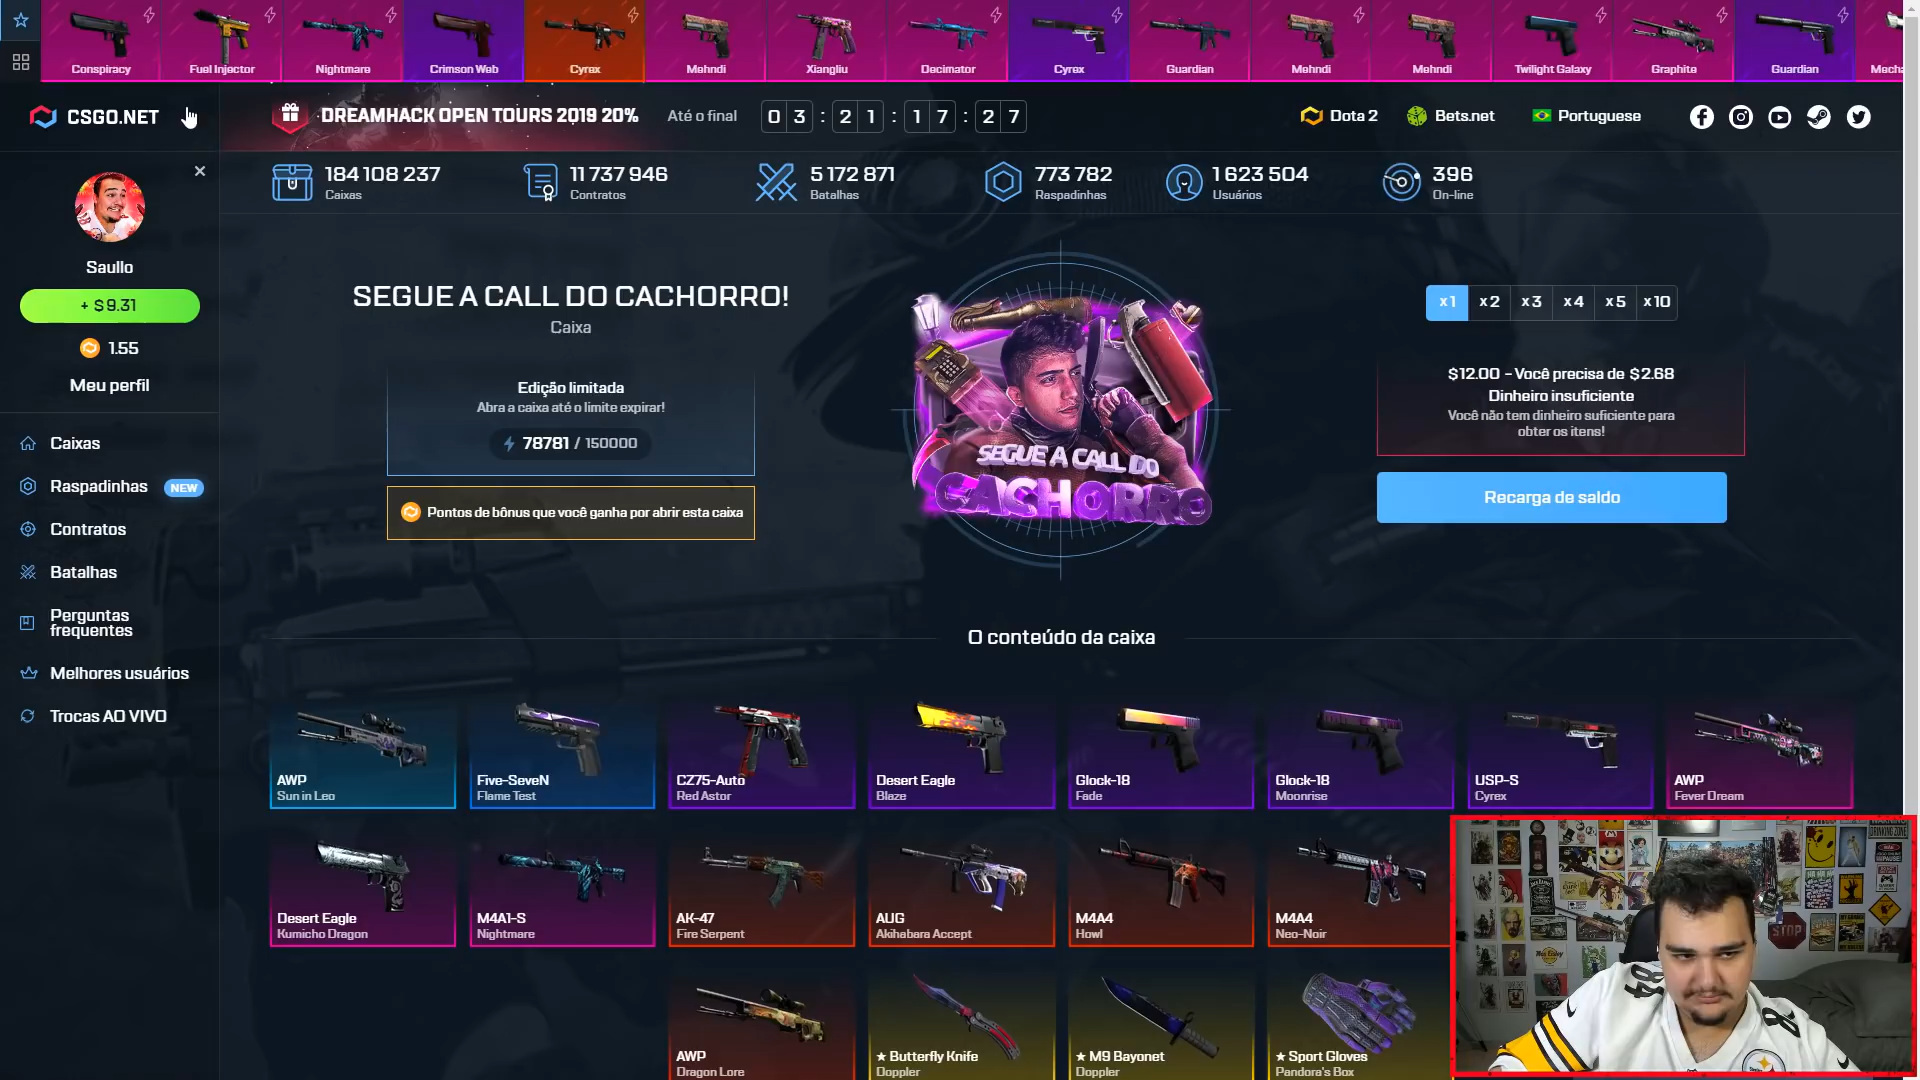 Conspiracy
Fuel Injector
Nightmare
Crimson Web
Cyrex
Mehndi
Xiangliu
Decimator
Cyrex
Guardian
Mehndi
Mehndi
Twilight Galaxy
Graphite
Guardian
Mecha
CSGO.NET
DREAMHACK OPEN TOURS 2019 20%
Até o final
03 : 21 : 17 : 27
Dota 2
Bets.net
Portuguese
184 108 237
Caixas
11 737 946
Contratos
5 172 871
Batalhas
773 782
Raspadinhas
1 623 504
Usuários
396
On-line
Saullo
+ $9.31
1.55
Meu perfil
Caixas
Raspadinhas NEW
Contratos
Batalhas
Perguntas
frequentes
Melhores usuários
Trocas AO VIVO
SEGUE A CALL DO CACHORRO!
Caixa
Edição limitada
Abra a caixa até o limite expirar!
78781 / 150000
Pontos de bônus que você ganha por abrir esta caixa
SEGUE A CALL DO
CACHORRO
x1 x2 x3 x4 x5 x10
$12.00 - Você precisa de $2.68
Dinheiro insuficiente
Você não tem dinheiro suficiente para
obter os itens!
Recarga de saldo
O conteúdo da caixa
AWP
Sun in Leo
Five-SeveN
Flame Test
CZ75-Auto
Red Astor
Desert Eagle
Blaze
Glock-18
Fade
Glock-18
Moonrise
USP-S
Cyrex
AWP
Fever Dream
Desert Eagle
Kumicho Dragon
M4A1-S
Nightmare
AK-47
Fire Serpent
AUG
Akihabara Accept
M4A4
Howl
M4A4
Neo-Noir
AWP
Dragon Lore
★ Butterfly Knife
Doppler
★ M9 Bayonet
Doppler
★ Sport Gloves
Pandora's Box
STOP
84